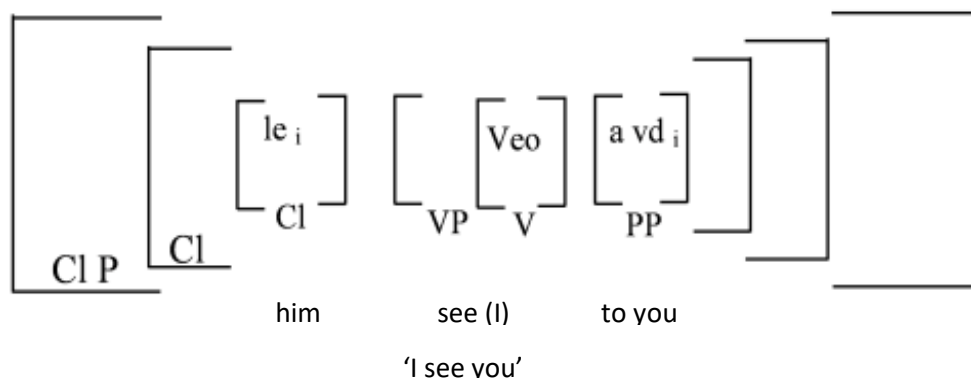 le i Veo a vd i
Cl VP V PP
Cl P Cl
him see (I) to you
‘I see you’